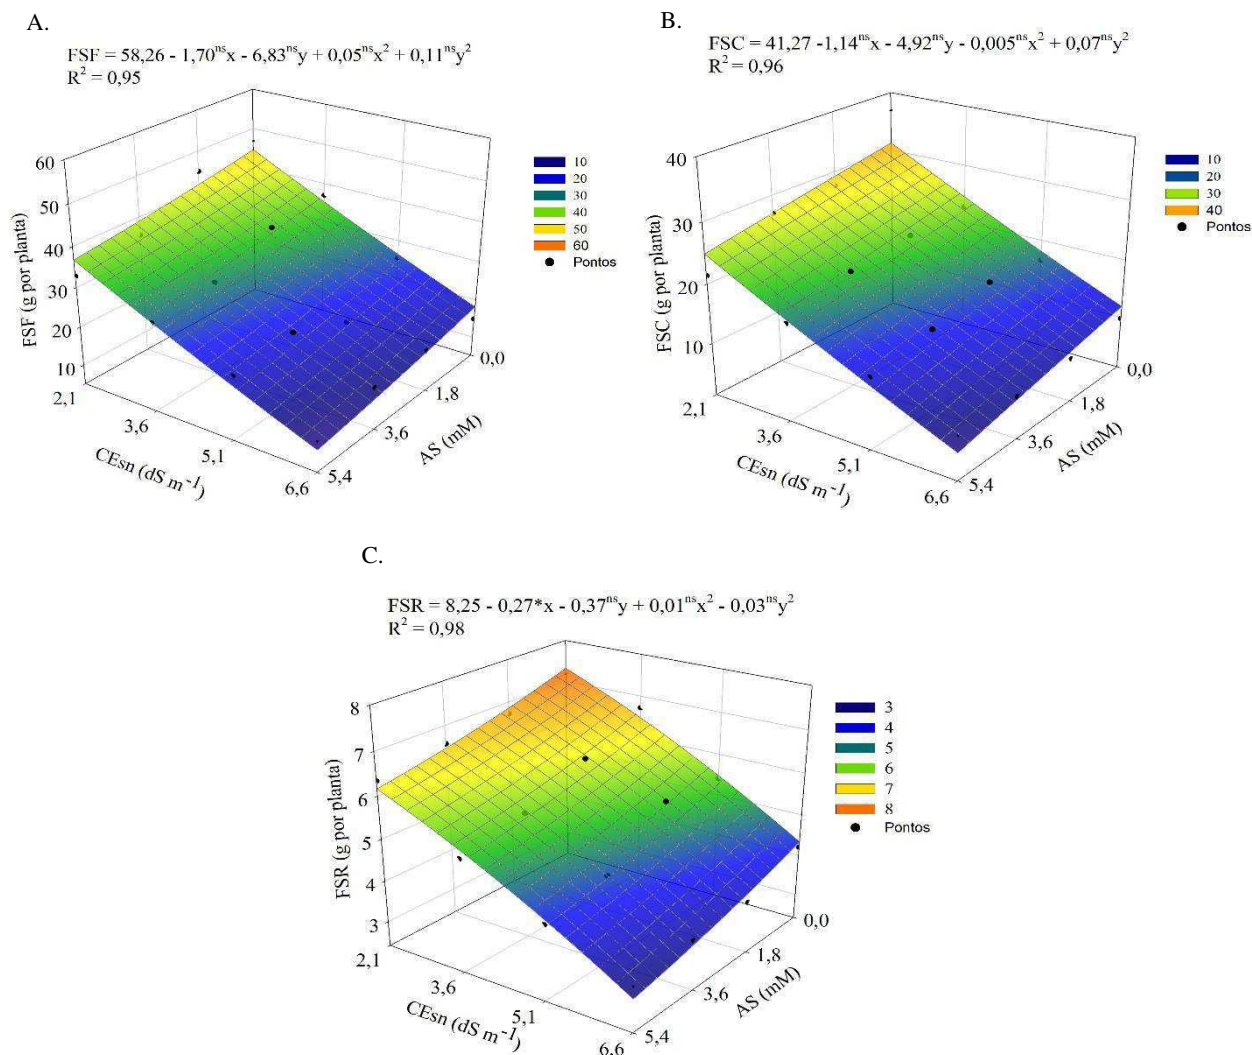 A.
FSF = 58,26 - 1,70ⁿˢx - 6,83ⁿˢy + 0,05ⁿˢx² + 0,11ⁿˢy²
R² = 0,95
60
50
40
30
20
10
FSF (g por planta)
2,1
3,6
5,1
6,6
CEsn (dS m⁻¹)
0,0
1,8
3,6
5,4
AS (mM)
10
20
30
40
50
60
Pontos
B.
FSC = 41,27 -1,14ⁿˢx - 4,92ⁿˢy - 0,005ⁿˢx² + 0,07ⁿˢy²
R² = 0,96
40
30
20
10
FSC (g por planta)
2,1
3,6
5,1
6,6
CEsn (dS m⁻¹)
0,0
1,8
3,6
5,4
AS (mM)
10
20
30
40
Pontos
C.
FSR = 8,25 - 0,27*x - 0,37ⁿˢy + 0,01ⁿˢx² - 0,03ⁿˢy²
R² = 0,98
8
7
6
5
4
3
FSR (g por planta)
2,1
3,6
5,1
6,6
CEsn (dS m⁻¹)
0,0
1,8
3,6
5,4
AS (mM)
3
4
5
6
7
8
Pontos